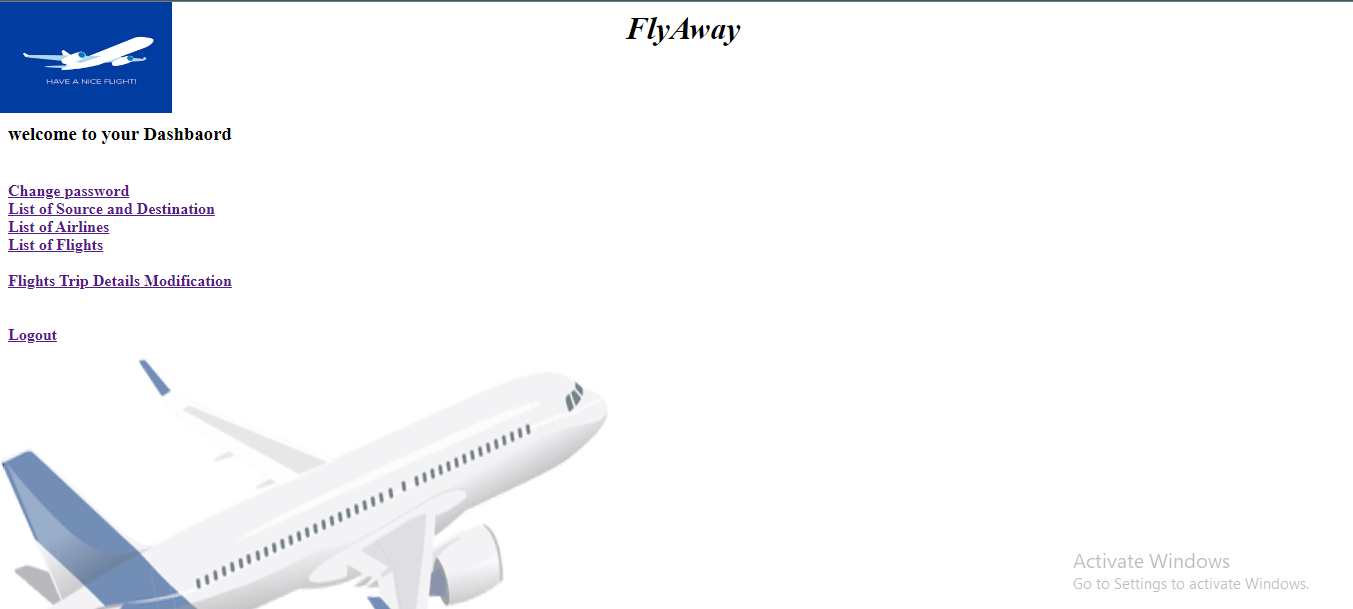 FlyAway
HAVE A NICE FLIGHT!
welcome to your Dashbaord
Change password
List of Source and Destination
List of Airlines
List of Flights
Flights Trip Details Modification
Logout
Activate Windows
Go to Settings to activate Windows.